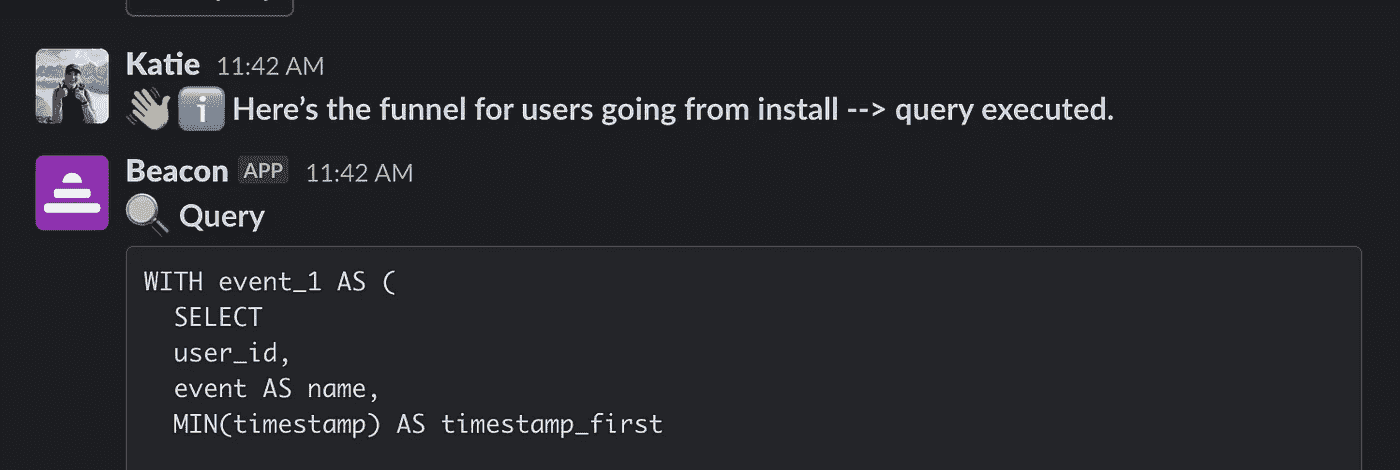 Katie 11:42 AM
👋 ℹ️ Here’s the funnel for users going from install --> query executed.
Beacon APP 11:42 AM
🔍 Query
WITH event_1 AS (
SELECT
user_id,
event AS name,
MIN(timestamp) AS timestamp_first